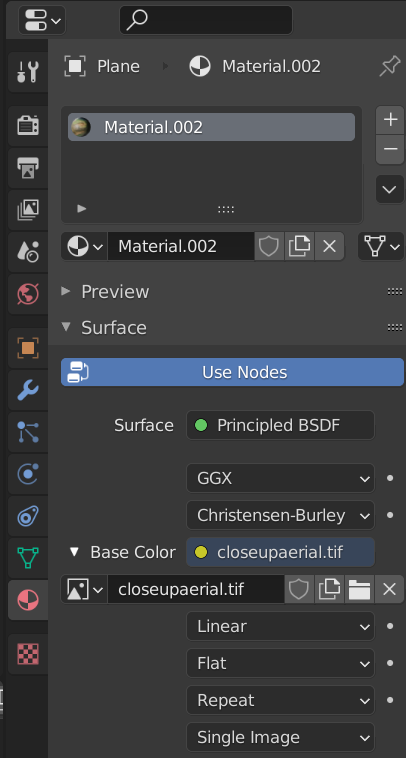 Plane Material.002
Material.002
Material.002
Preview
Surface
Use Nodes
Surface Principled BSDF
GGX
Christensen-Burley
Base Color closeupaerial.tif
closeupaerial.tif
Linear
Flat
Repeat
Single Image